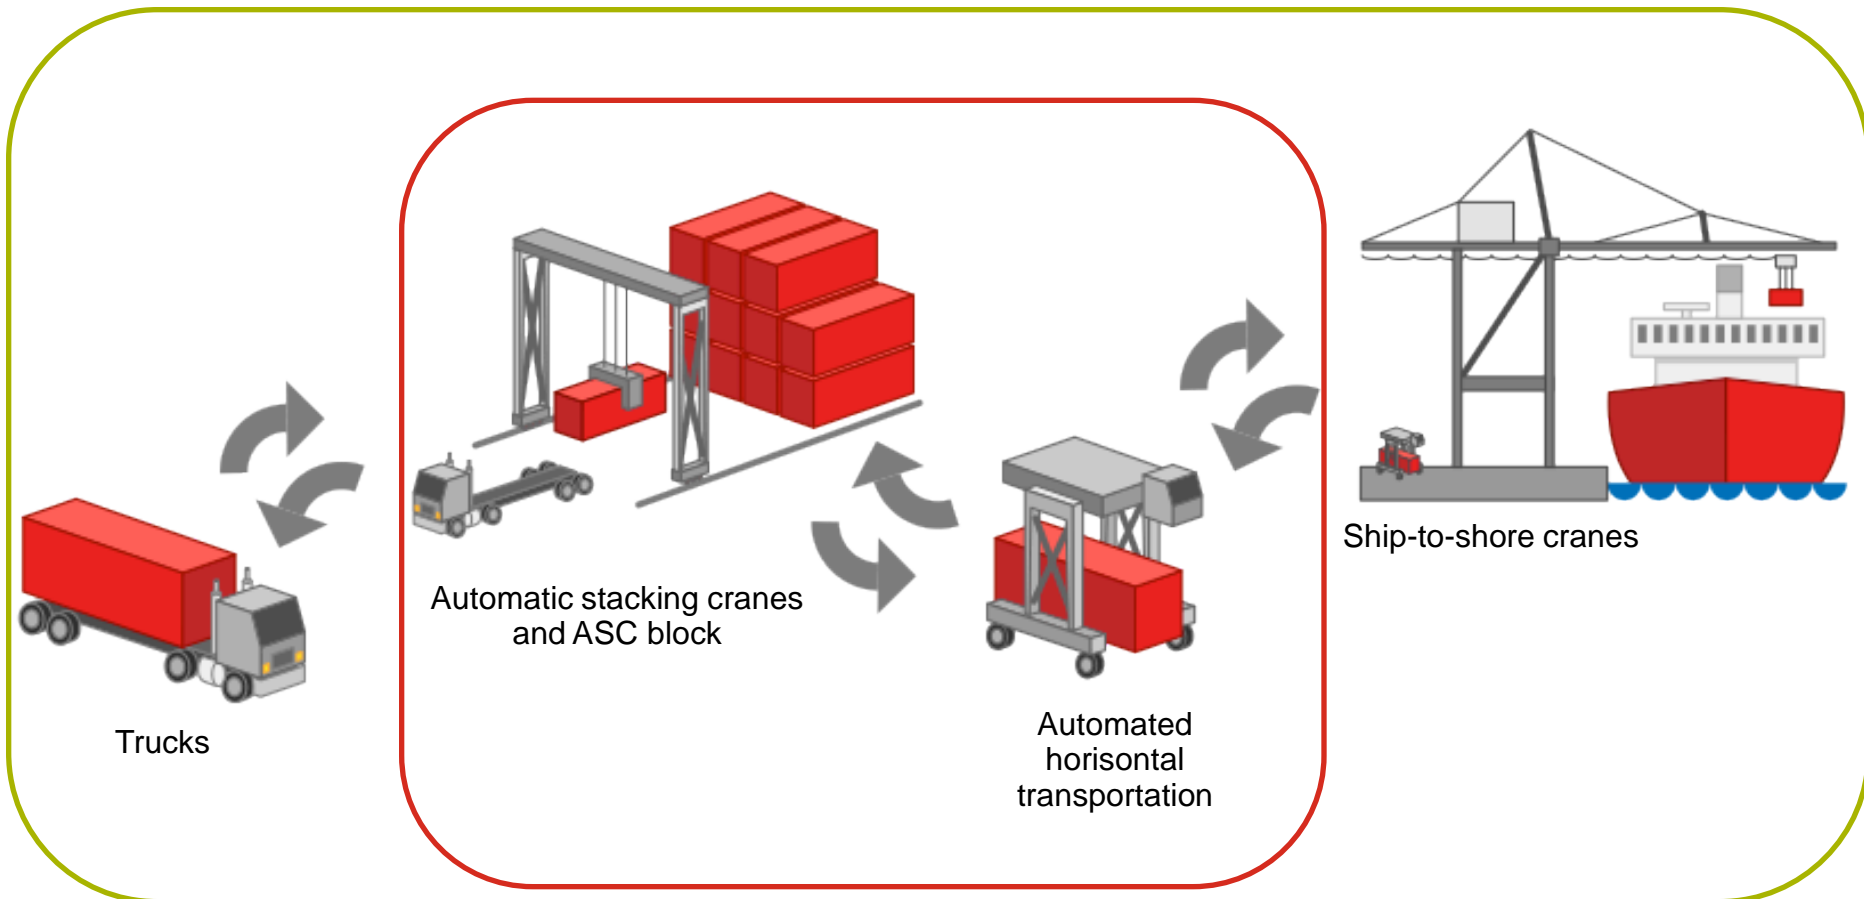 Trucks
Automatic stacking cranes
and ASC block
Automated
horisontal
transportation
Ship-to-shore cranes